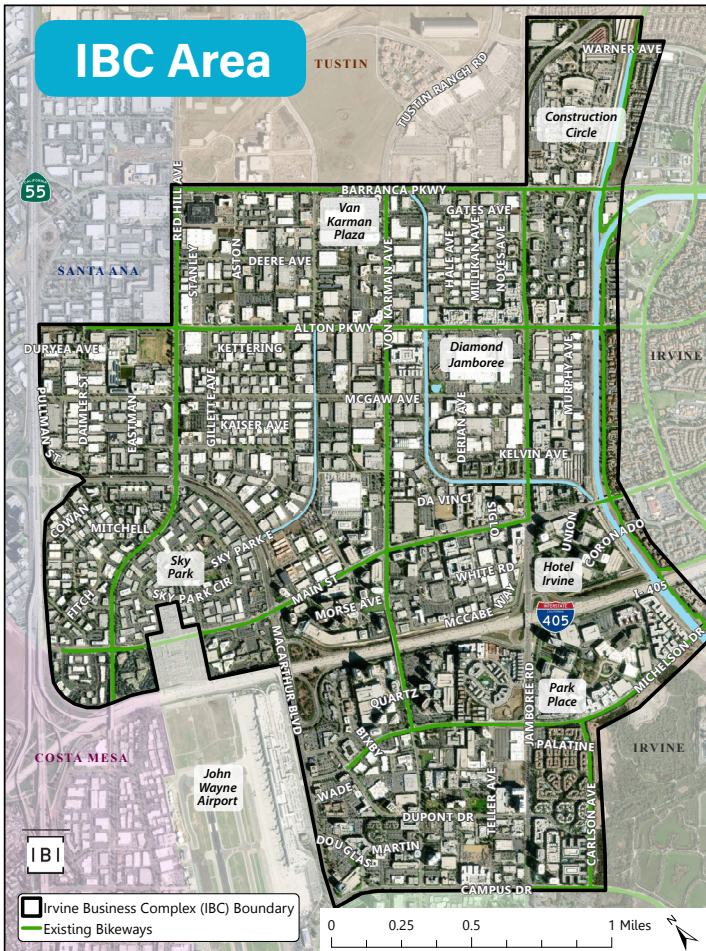 IBC Area
TUSTIN
TUSTIN RANCH RD
WARNER AVE
Construction
Circle
CALIFORNIA
55
RED HILL AVE
BARRANCA PKWY
Van
Karman
Plaza
GATES AVE
STANLEY
ASTON
DEERE AVE
VON KARMAN AVE
HALE AVE
MILLIKAN AVE
NOYES AVE
SANTA ANA
ALTON PKWY
DURYEA AVE
KETTERING
Diamond
Jamboree
MURPHY AVE
IRVINE
PULLMAN ST
DAIMLER ST
EASTMAN
GILLETTE AVE
MCGAW AVE
KAISER AVE
DERIAN AVE
KELVIN AVE
COWAN
MITCHELL
DA VINCI
SIGLO
UNION
CORONADO
Sky
Park
SKY PARK E
SKY PARK CIR
FITCH
MAIN ST
WHITE RD
Hotel
Irvine
MORSE AVE
MCCABE WAY
I- 405
INTERSTATE
CALIFORNIA
405
MACARTHUR BLVD
JAMBOREE RD
MICHELSON DR
QUARTZ
Park
Place
BIXBY
PALATINE
COSTA MESA
IRVINE
John
Wayne
Airport
WADE
TELLER AVE
CARLSON AVE
DUPONT DR
DOUGLAS
MARTIN
CAMPUS DR
IBI
Irvine Business Complex (IBC) Boundary
Existing Bikeways
0 0.25 0.5 1 Miles
N